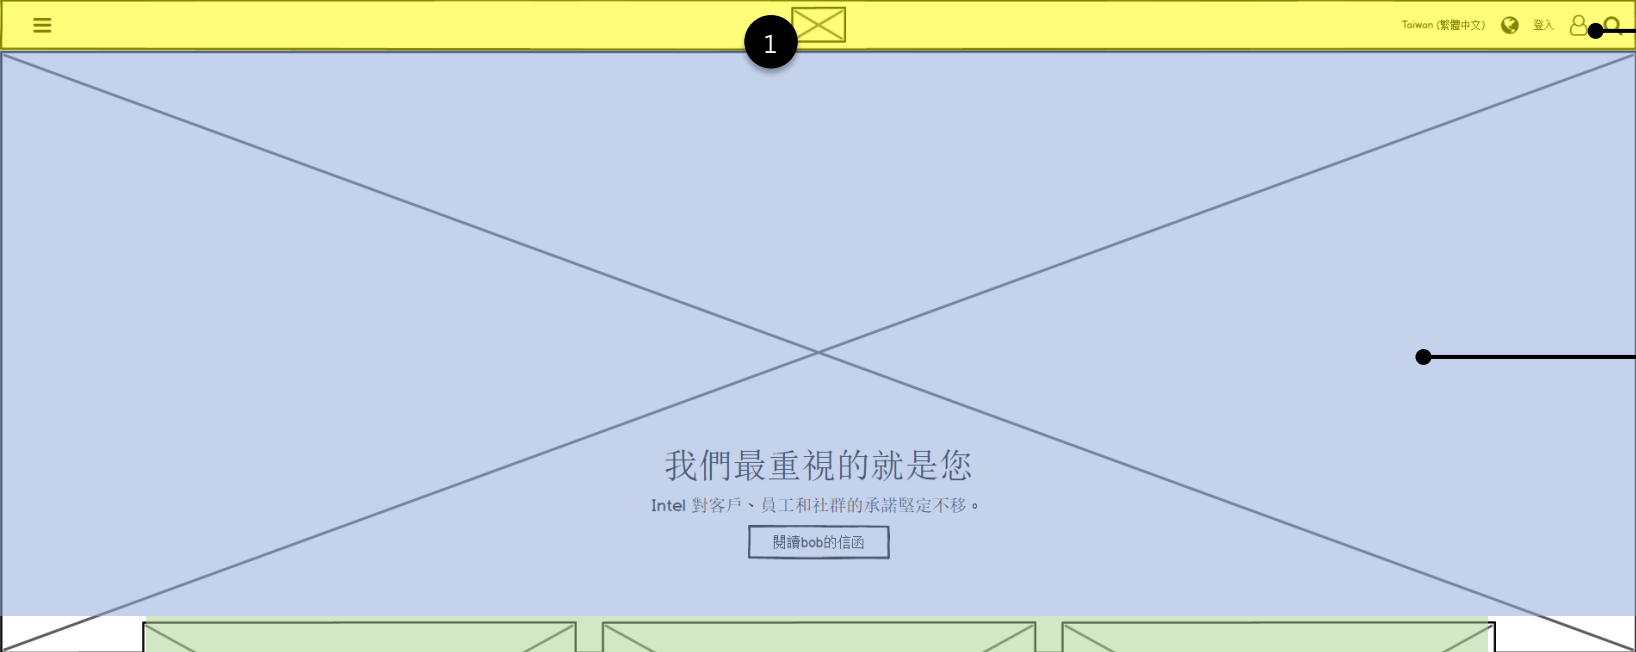 1
Taiwan (繁體中文)
登入
我們最重視的就是您
Intel 對客戶、員工和社群的承諾堅定不移。
閱讀bob的信函